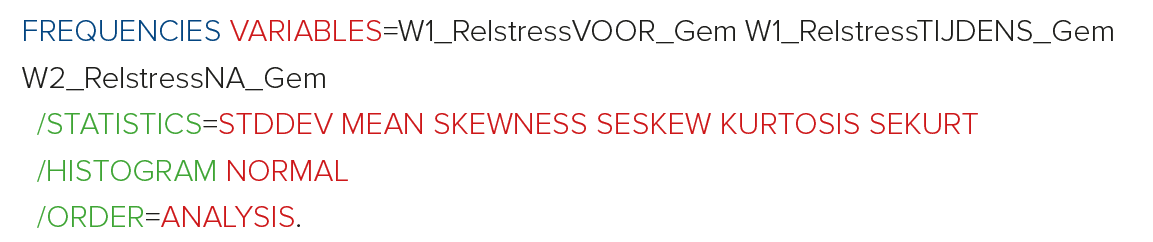 FREQUENCIES VARIABLES=W1_RelstressVOOR_Gem W1_RelstressTIJDENS_Gem
W2_RelstressNA_Gem
/STATISTICS=STDDEV MEAN SKEWNESS SESKEW KURTOSIS SEKURT
/HISTOGRAM NORMAL
/ORDER=ANALYSIS.